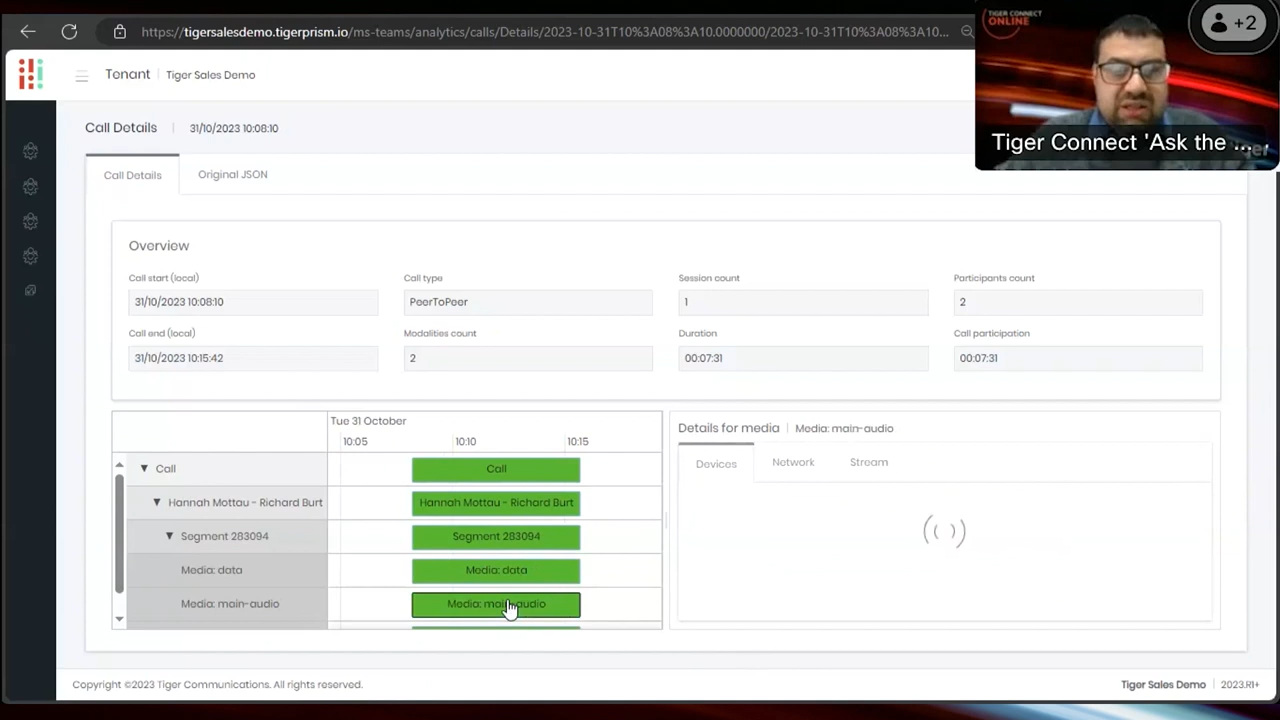 https://tigersalesdemo.tigerprism.io/ms-teams/analytics/calls/Details/2023-10-31T10%3A08%3A10.0000000/2023-10-31T10%3A08%3A10...
TIGER CONNECT
ONLINE
+2
Tenant Tiger Sales Demo
Tiger Connect 'Ask the ...
Call Details 31/10/2023 10:08:10
Call Details Original JSON
Overview
Call start (local) Call type Session count Participants count
31/10/2023 10:08:10 PeerToPeer 1 2
Call end (local) Modalities count Duration Call participation
31/10/2023 10:15:42 2 00:07:31 00:07:31
Tue 31 October
10:05 10:10 10:15
Details for media Media: main-audio
Devices Network Stream
Call Call
Hannah Mottau - Richard Burt Hannah Mottau - Richard Burt
Segment 283094 Segment 283094
Media: data Media: data
Media: main-audio Media: main-audio
Copyright ©2023 Tiger Communications. All rights reserved.
Tiger Sales Demo 2023.R1+